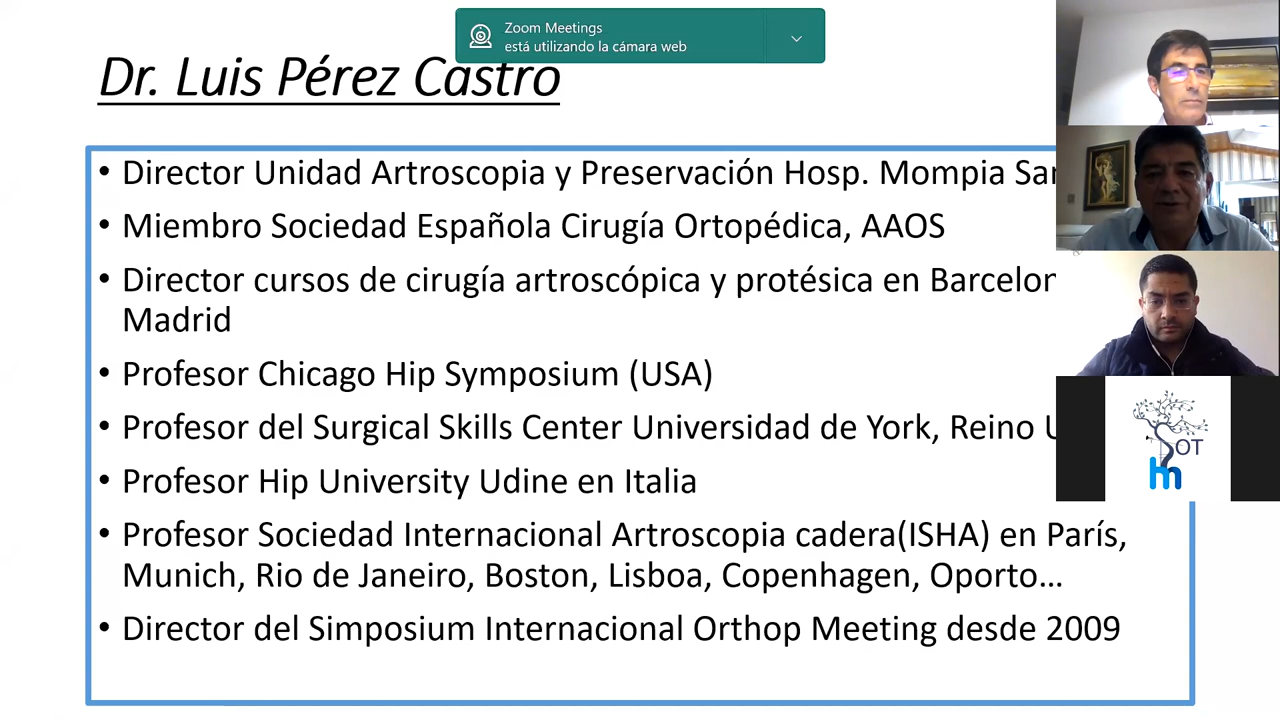 Zoom Meetings
está utilizando la cámara web
Dr. Luis Pérez Castro
• Director Unidad Artroscopia y Preservación Hosp. Mompia
• Miembro Sociedad Española Cirugía Ortopédica, AAOS
• Director cursos de cirugía artroscópica y protésica en
Madrid
• Profesor Chicago Hip Symposium (USA)
• Profesor del Surgical Skills Center Universidad de York, Reino
• Profesor Hip University Udine en Italia
• Profesor Sociedad Internacional Artroscopia cadera(ISHA) en París,
Munich, Rio de Janeiro, Boston, Lisboa, Copenhagen, Oporto...
• Director del Simposium Internacional Orthop Meeting desde 2009
SOT
hm